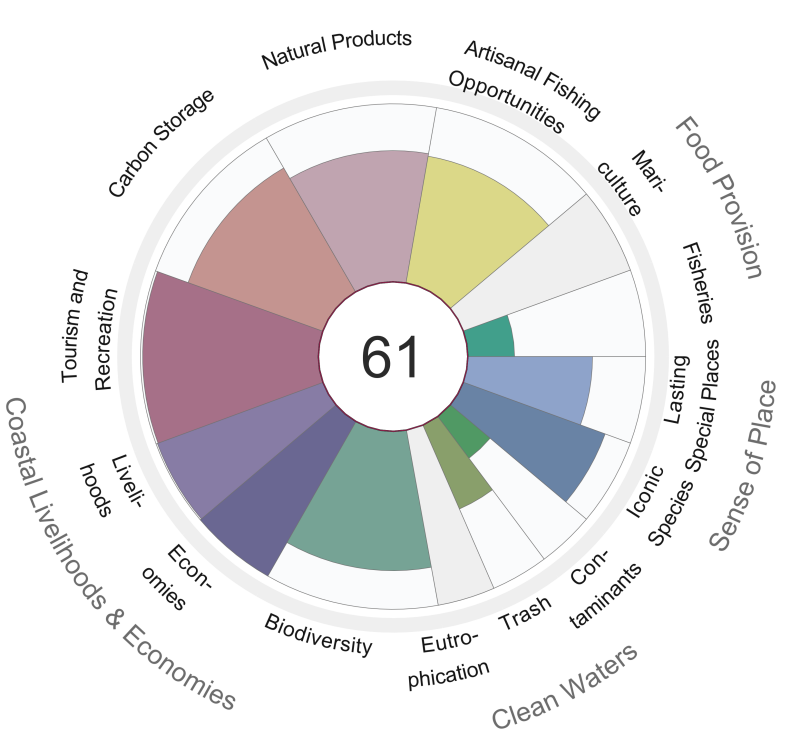 Natural Products
Artisanal Fishing
Opportunities
Mari-
culture
Food Provision
Fisheries
Lasting
Special Places
Sense of Place
Iconic
Species
Con-
taminants
Clean Waters
Trash
Eutro-
phication
Biodiversity
Econ-
omies
Liveli-
hoods
Coastal Livelihoods & Economies
Tourism and
Recreation
Carbon Storage
61